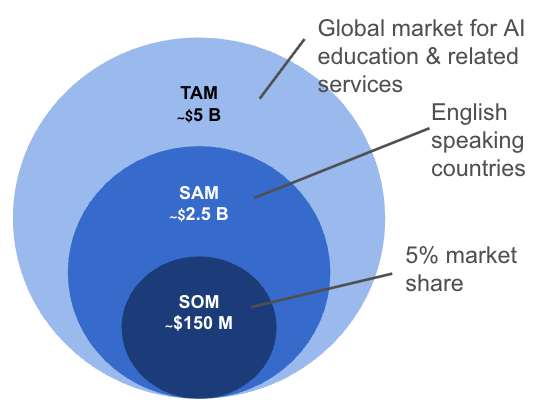 Global market for AI
education & related
services
TAM
~$5 B
English
speaking
countries
SAM
~$2.5 B
5% market
share
SOM
~$150 M